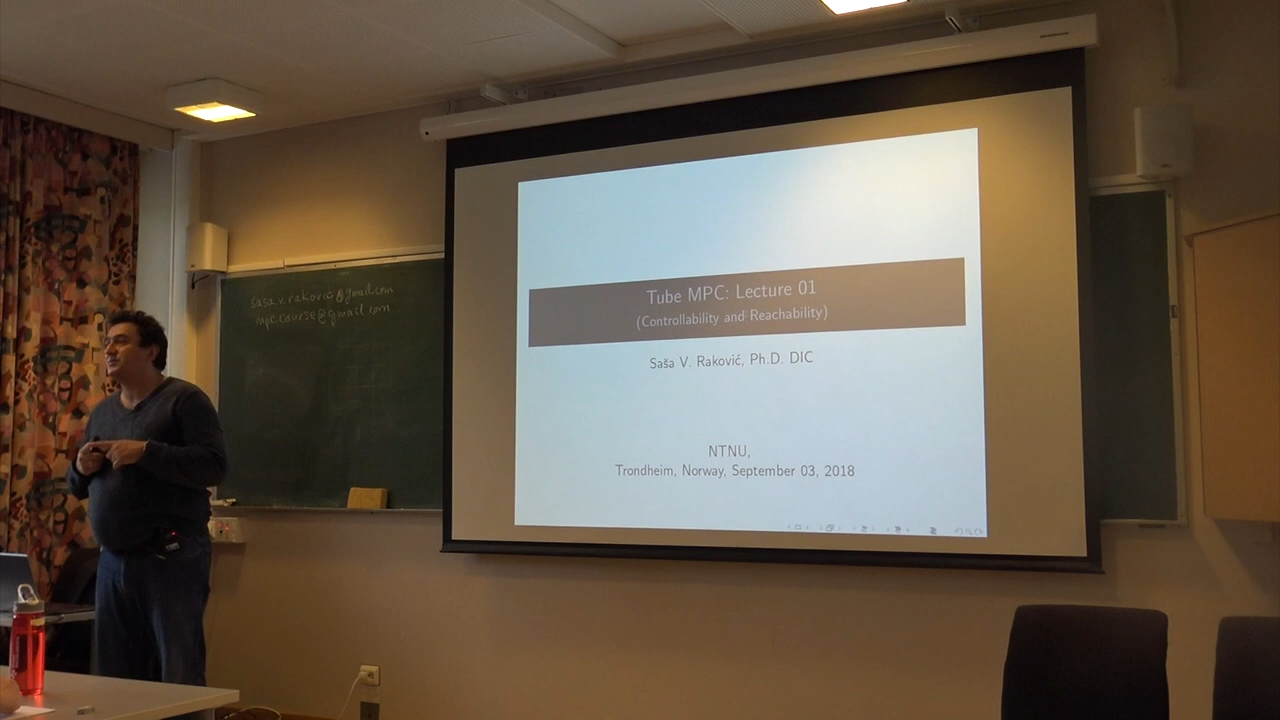 sasa.v.rakovic@gmail.com
mpc.course@gmail.com
Tube MPC: Lecture 01
(Controllability and Reachability)
Saša V. Raković, Ph.D. DIC
NTNU,
Trondheim, Norway, September 03, 2018